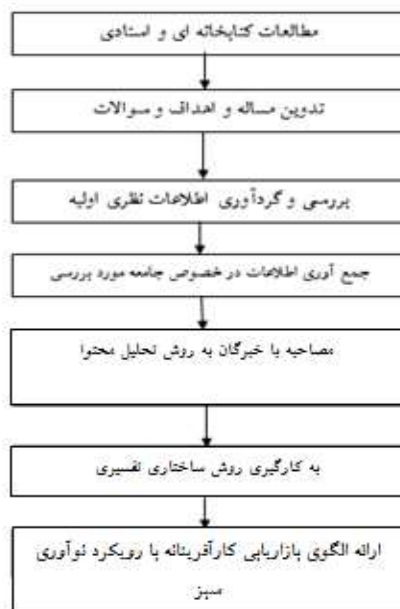 مطالعات کتابخانه ای و اسنادی
تدوین مساله و اهداف و سوالات
بررسی و گردآوری اطلاعات نظری اولیه
جمع آوری اطلاعات در خصوص جامعه مورد بررسی
مصاحبه با خبرگان به روش تحلیل محتوا
به کارگیری روش ساختاری تفسیری
ارائه الگوی بازاریابی کارآفرینانه با رویکرد نوآوری
سبز